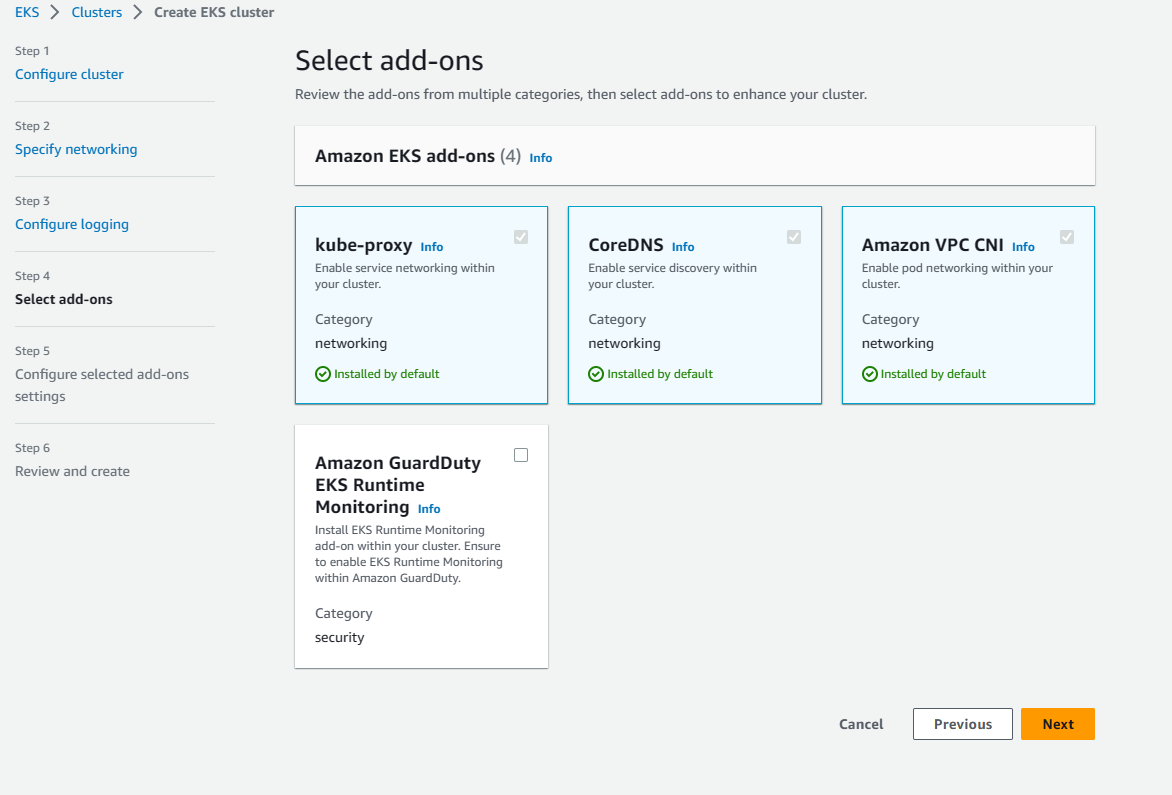 EKS > Clusters > Create EKS cluster
Step 1
Configure cluster
Step 2
Specify networking
Step 3
Configure logging
Step 4
Select add-ons
Step 5
Configure selected add-ons
settings
Step 6
Review and create
Select add-ons
Review the add-ons from multiple categories, then select add-ons to enhance your cluster.
Amazon EKS add-ons (4) Info
kube-proxy Info
Enable service networking within
your cluster.
Category
networking
Installed by default
CoreDNS Info
Enable service discovery within
your cluster.
Category
networking
Installed by default
Amazon VPC CNI Info
Enable pod networking within your
cluster.
Category
networking
Installed by default
Amazon GuardDuty
EKS Runtime
Monitoring Info
Install EKS Runtime Monitoring
add-on within your cluster. Ensure
to enable EKS Runtime Monitoring
within Amazon GuardDuty.
Category
security
Cancel
Previous
Next